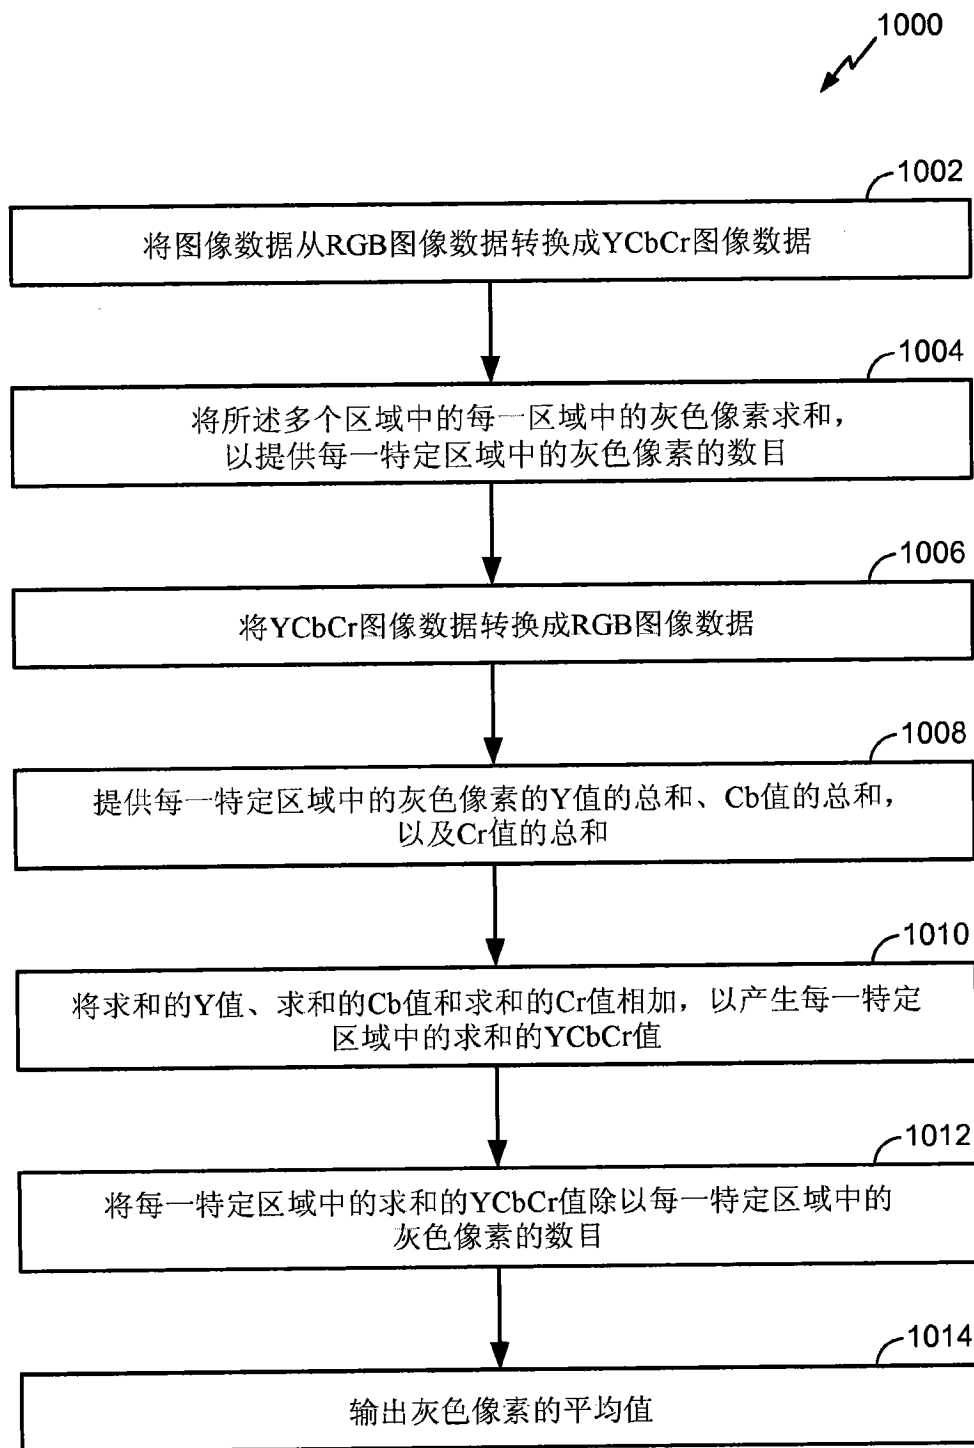 1000
1002
将图像数据从RGB图像数据转换成YCbCr图像数据
1004
将所述多个区域中的每一区域中的灰色像素求和，
以提供每一特定区域中的灰色像素的数目
1006
将YCbCr图像数据转换成RGB图像数据
1008
提供每一特定区域中的灰色像素的Y值的总和、Cb值的总和，
以及Cr值的总和
1010
将求和的Y值、求和的Cb值和求和的Cr值相加，以产生每一特定
区域中的求和的YCbCr值
1012
将每一特定区域中的求和的YCbCr值除以每一特定区域中的
灰色像素的数目
1014
输出灰色像素的平均值